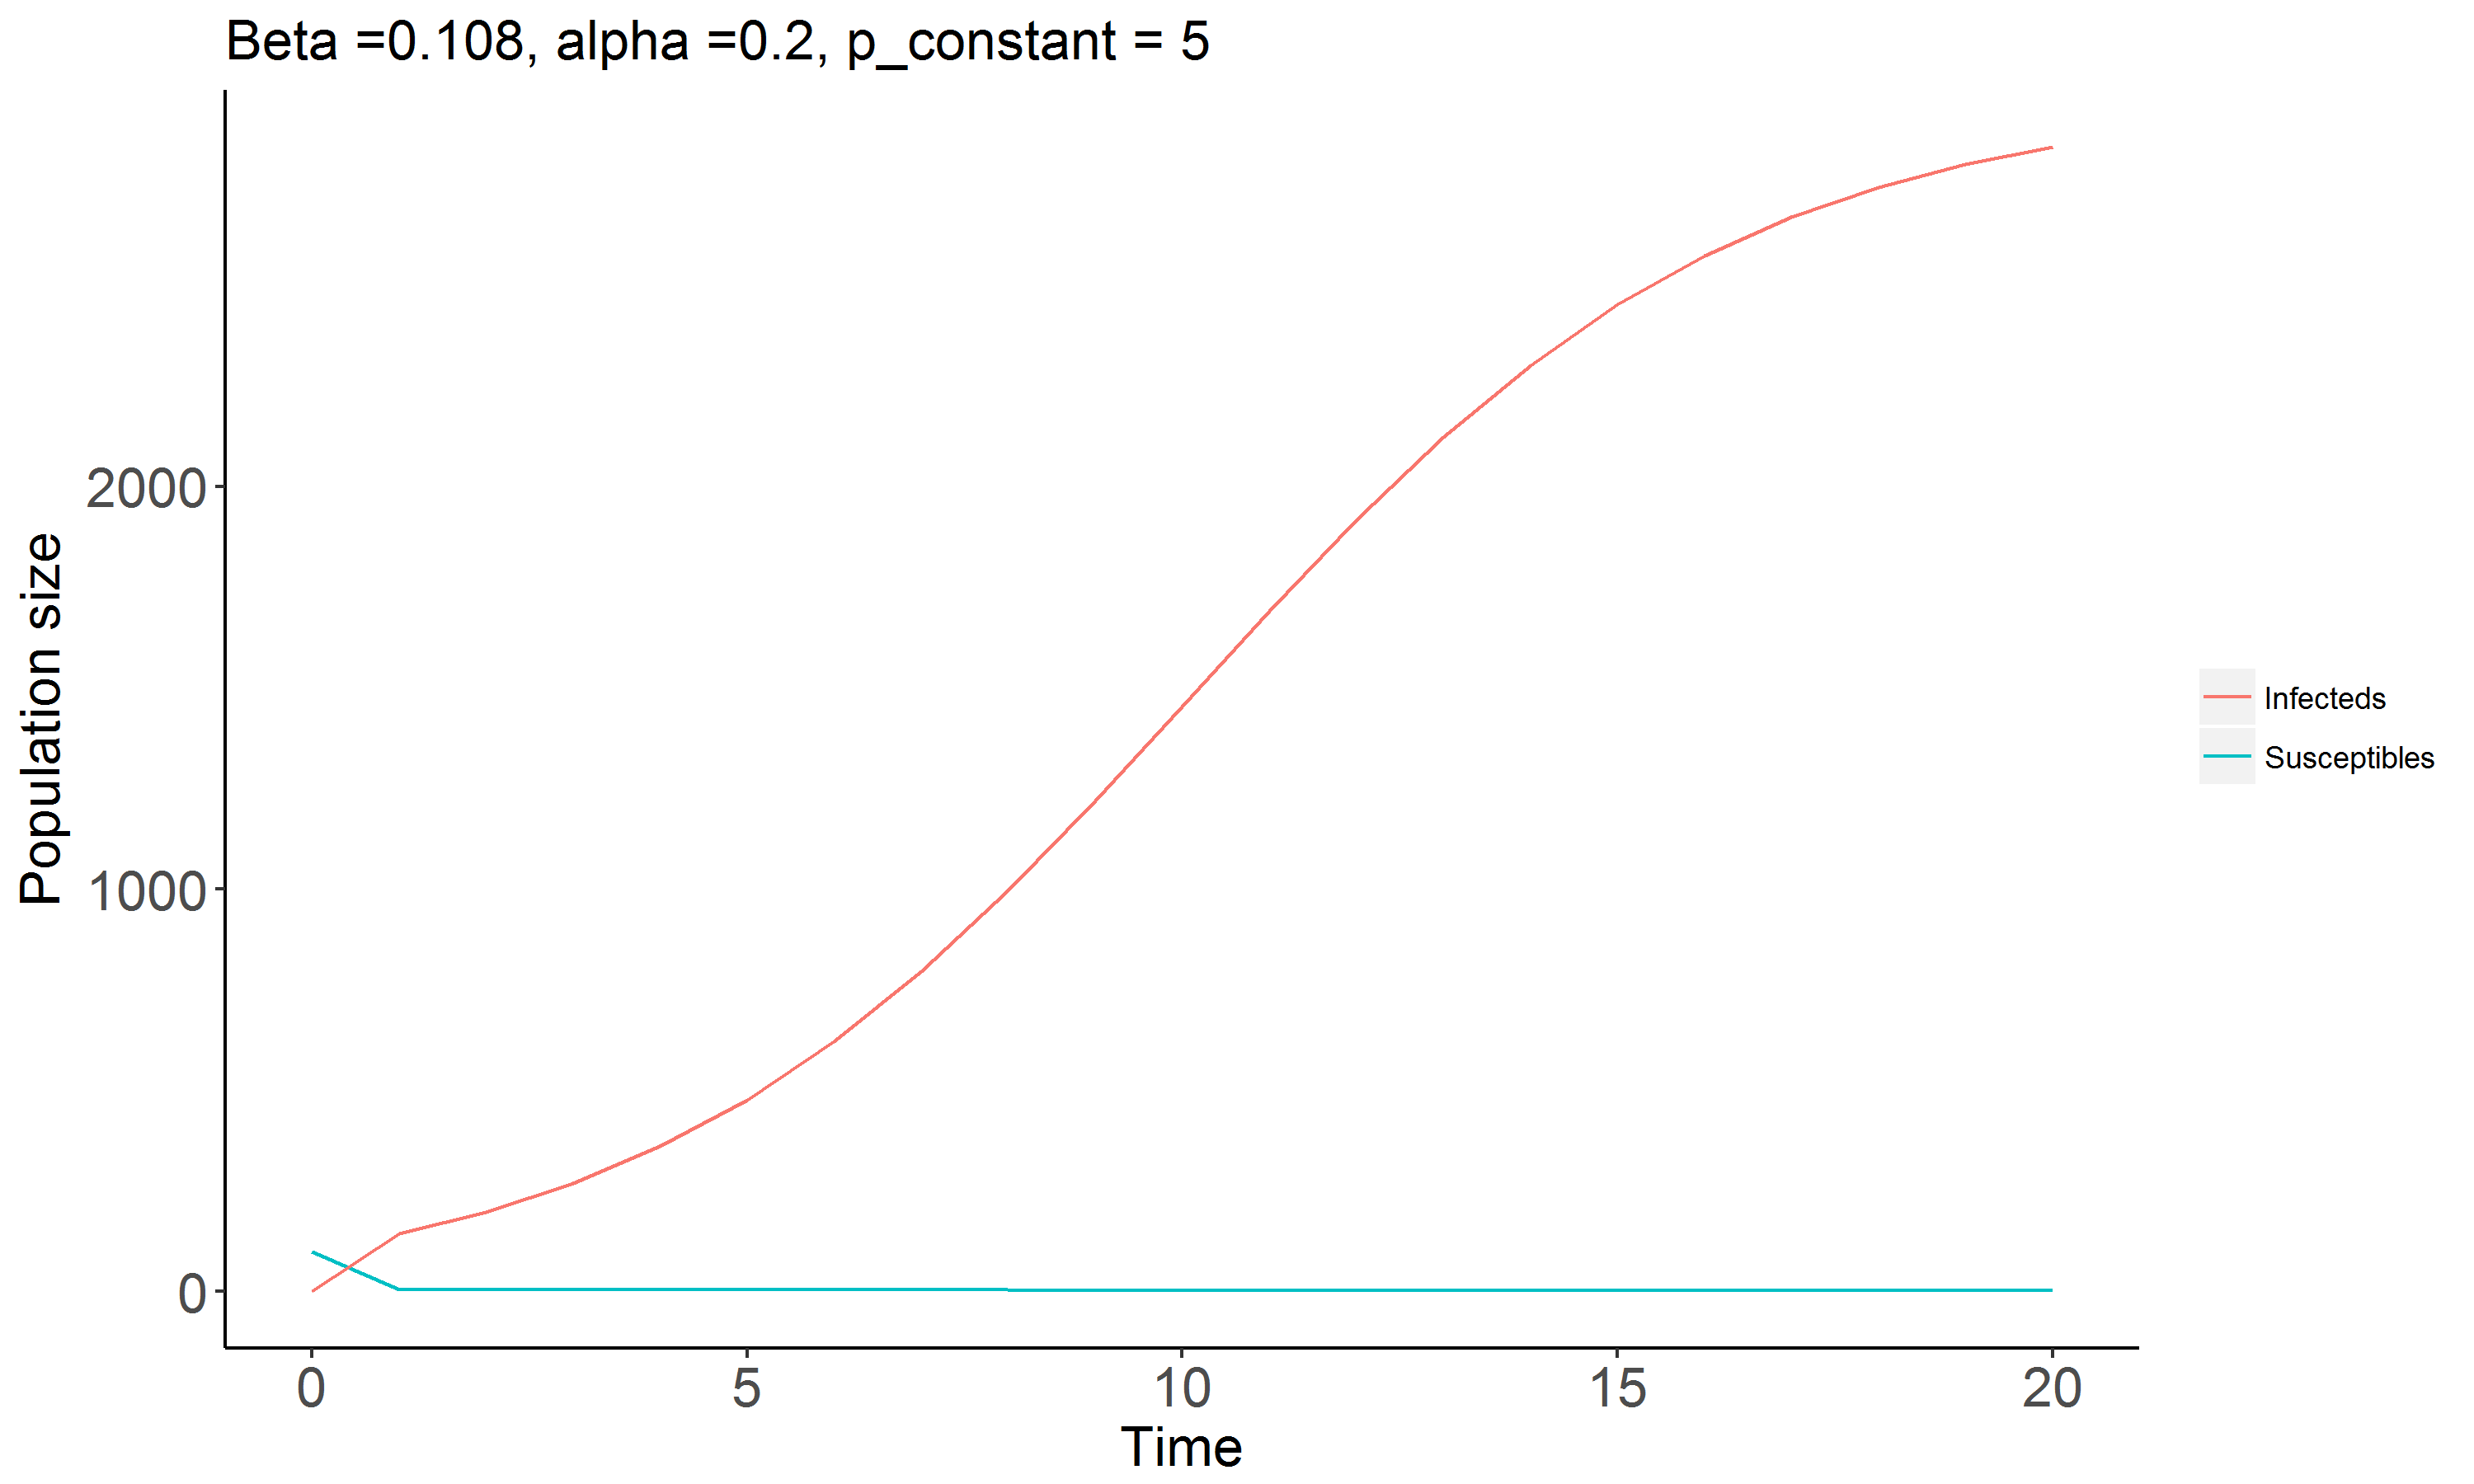 Beta =0.108, alpha =0.2, p_constant = 5
Population size
2000
1000
0
0 5 10 15 20
Time
Infecteds
Susceptibles